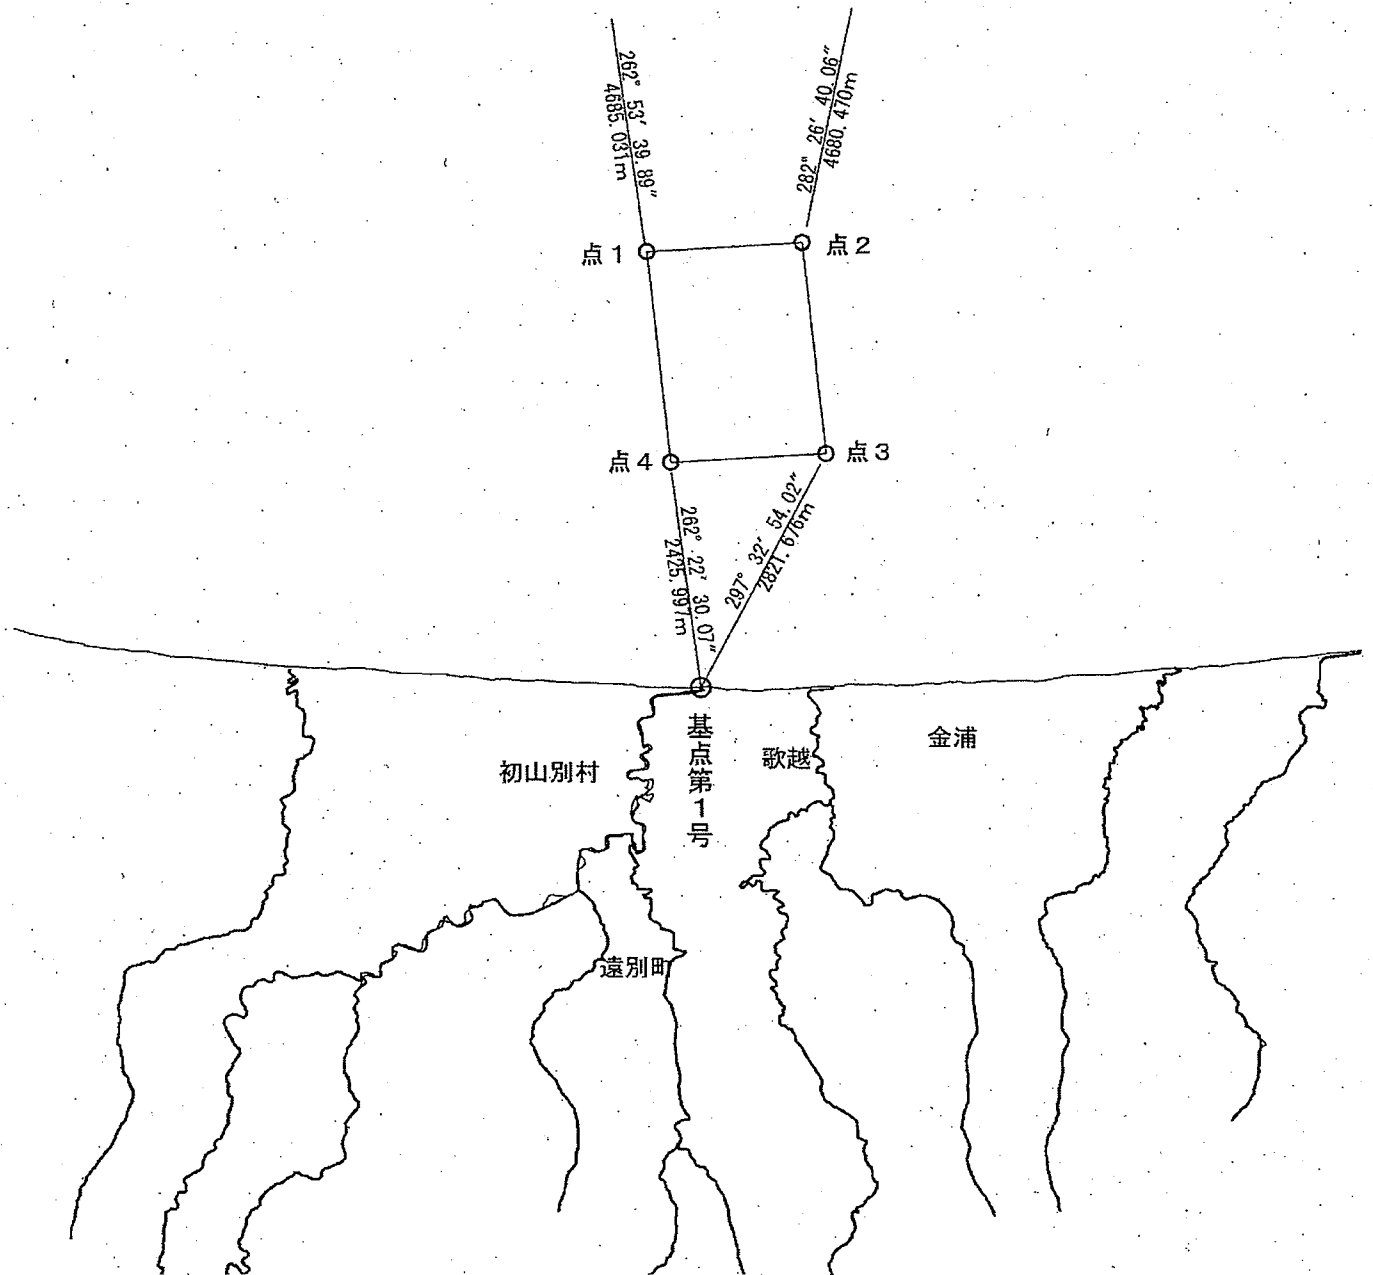 262° 53′ 39.89″
4685.031m
282° 26′ 40.06″
4680.470m
点1
点2
点4
点3
262° 22′ 30.07″
2425.997m
297° 32′ 54.02″
2821.676m
基点第1号
初山別村
歌越
金浦
遠別町